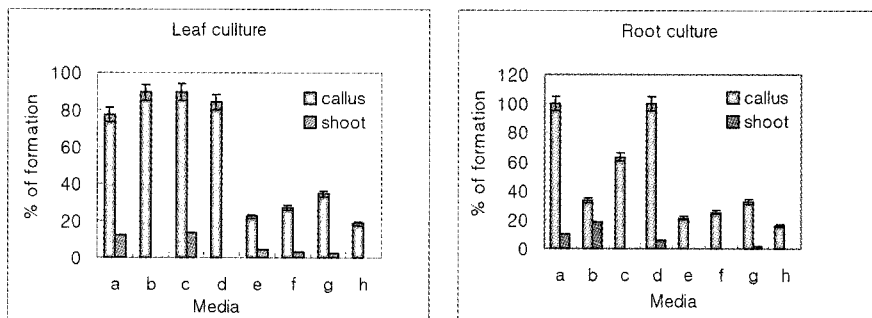 Leaf culiture
% of formation
100
80
60
40
20
0
callus
shoot
a b c d e f g h
Media
Root culture
% of formation
120
100
80
60
40
20
0
callus
shoot
a b c d e f g h
Media